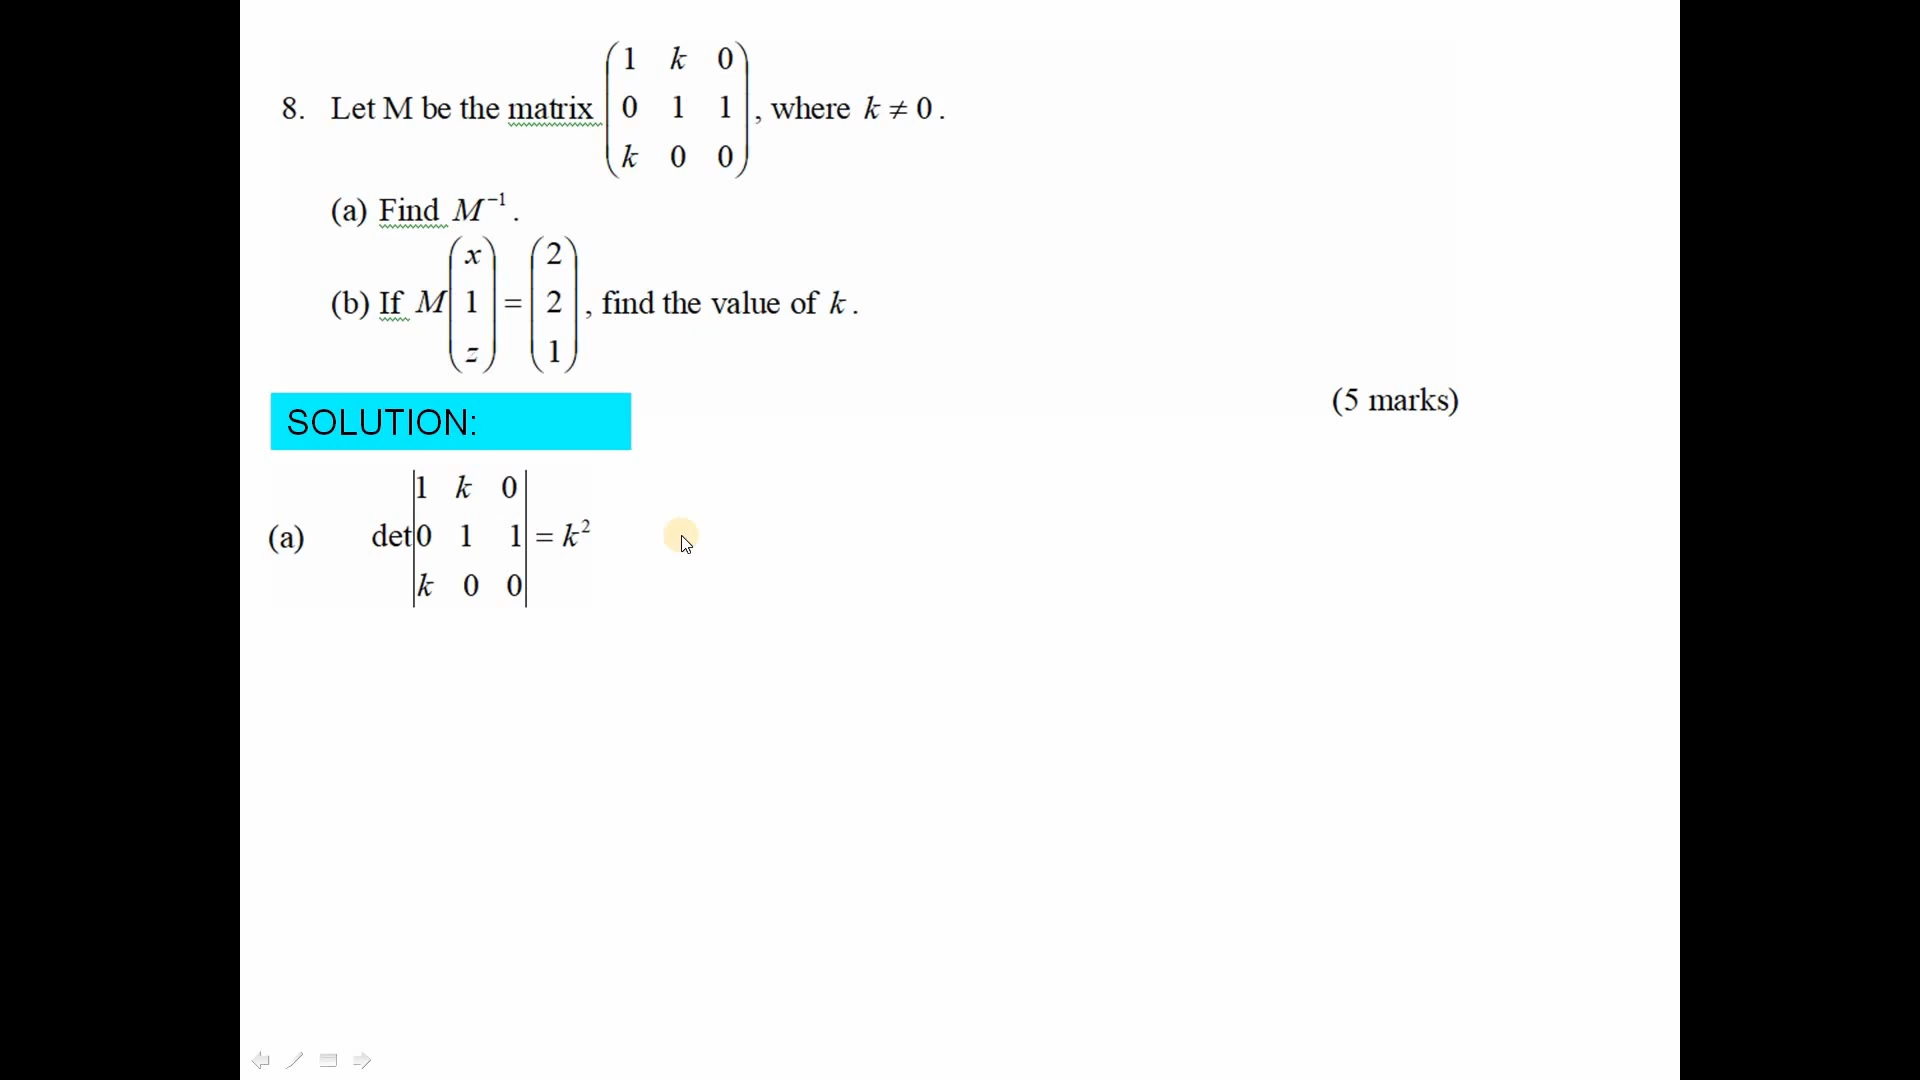 8. Let M be the matrix (1 k 0
0 1 1
k 0 0), where k ≠ 0.
(a) Find M⁻¹.
(b) If M(x
1
z) = (2
2
1), find the value of k.
(5 marks)
SOLUTION:
(a) det|1 k 0
0 1 1
k 0 0| = k²